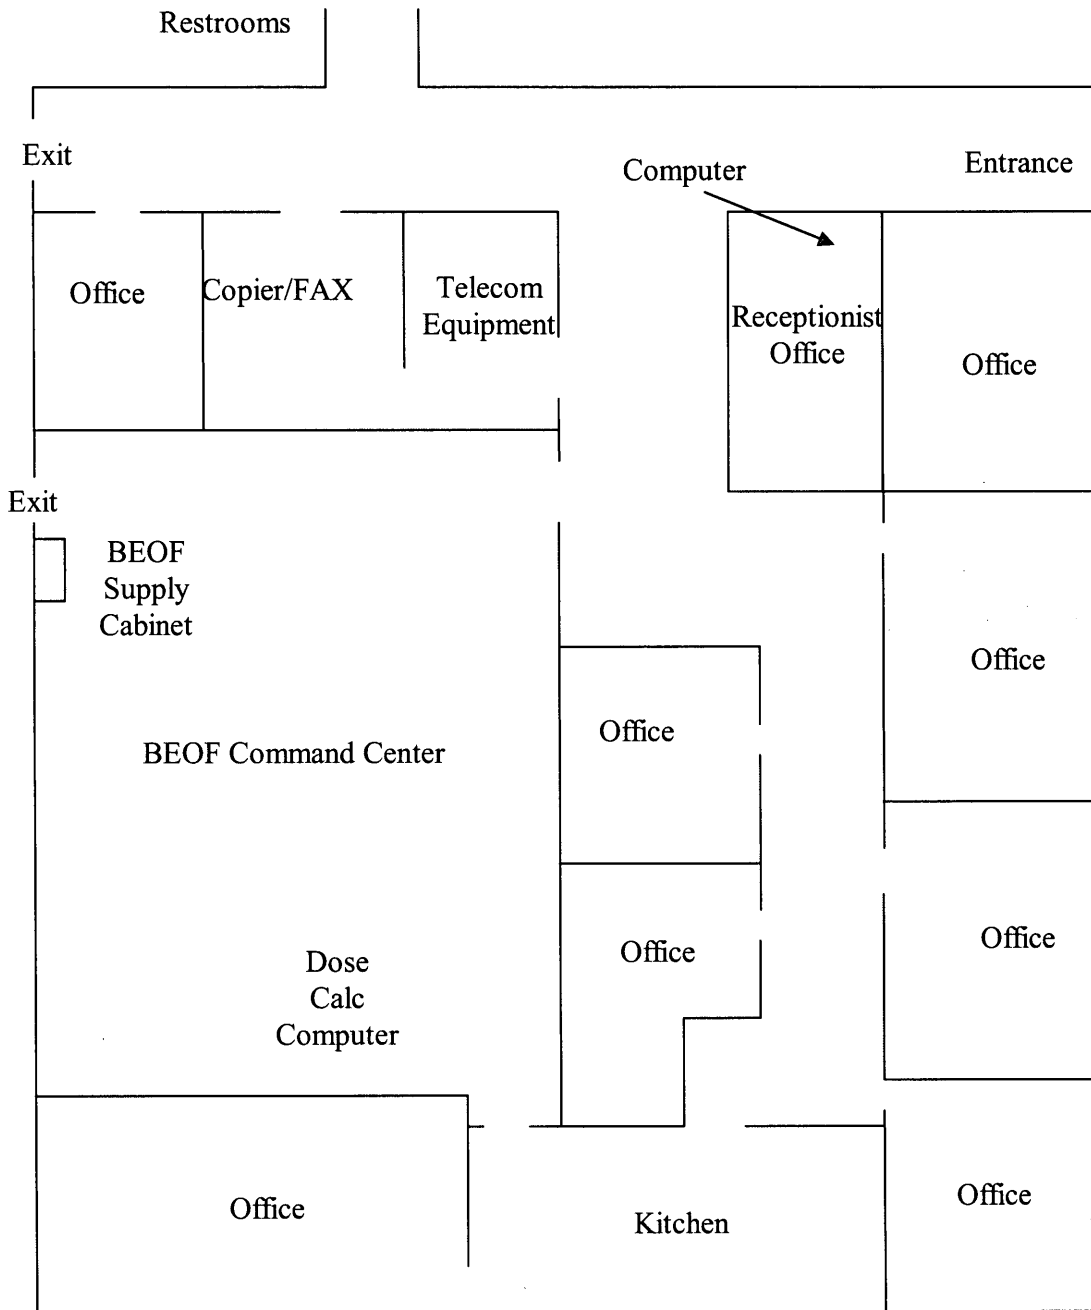 Restrooms
Exit
Computer
Entrance
Office
Copier/FAX
Telecom
Equipment
Receptionist
Office
Office
Exit
BEOF
Supply
Cabinet
Office
Office
BEOF Command Center
Office
Office
Dose
Calc
Computer
Office
Kitchen
Office